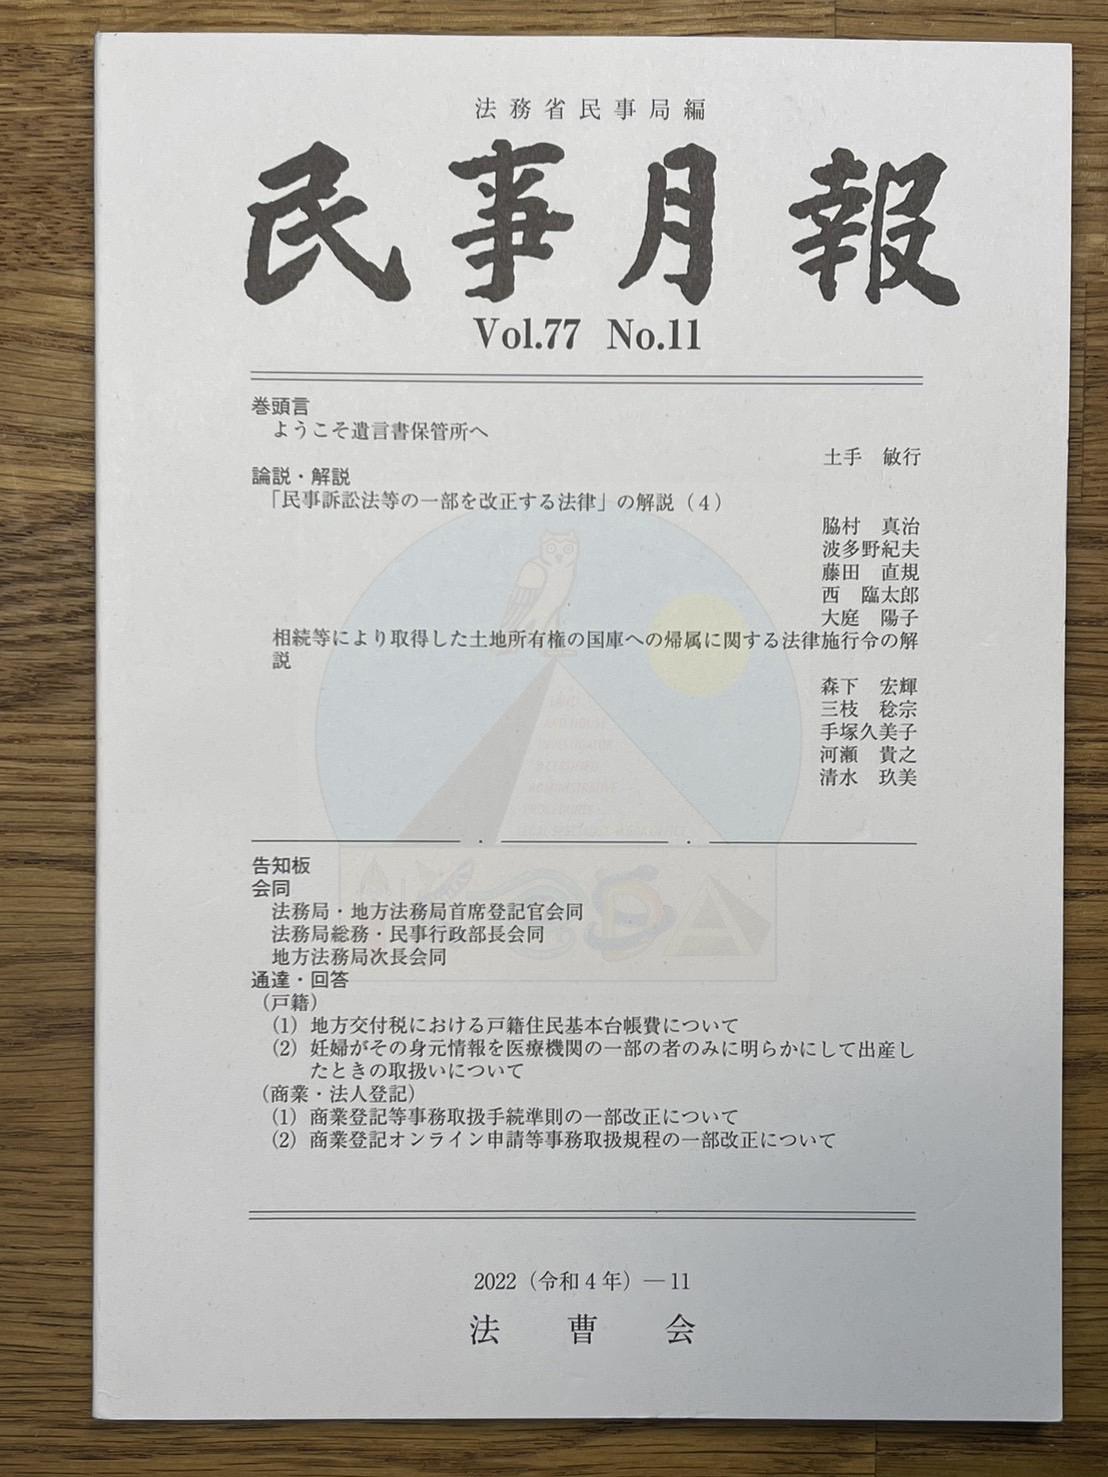 法務省民事局編
民事月報
Vol.77 No.11
巻頭言
ようこそ遺言書保管所へ
土手 敏行
論説・解説
「民事訴訟法等の一部を改正する法律」の解説（4）
脇村 真治
波多野紀夫
藤田 直規
西 臨太郎
大庭 陽子
相続等により取得した土地所有権の国庫への帰属に関する法律施行令の解
説
森下 宏輝
三枝 稔宗
手塚久美子
河瀬 貴之
清水 玖美
告知板
会同
法務局・地方法務局首席登記官会同
法務局総務・民事行政部長会同
地方法務局次長会同
通達・回答
（戸籍）
(1) 地方交付税における戸籍住民基本台帳費について
(2) 妊婦がその身元情報を医療機関の一部の者のみに明らかにして出産し
たときの取扱いについて
（商業・法人登記）
(1) 商業登記等事務取扱手続準則の一部改正について
(2) 商業登記オンライン申請等事務取扱規程の一部改正について
2022（令和4年）―11
法曹会